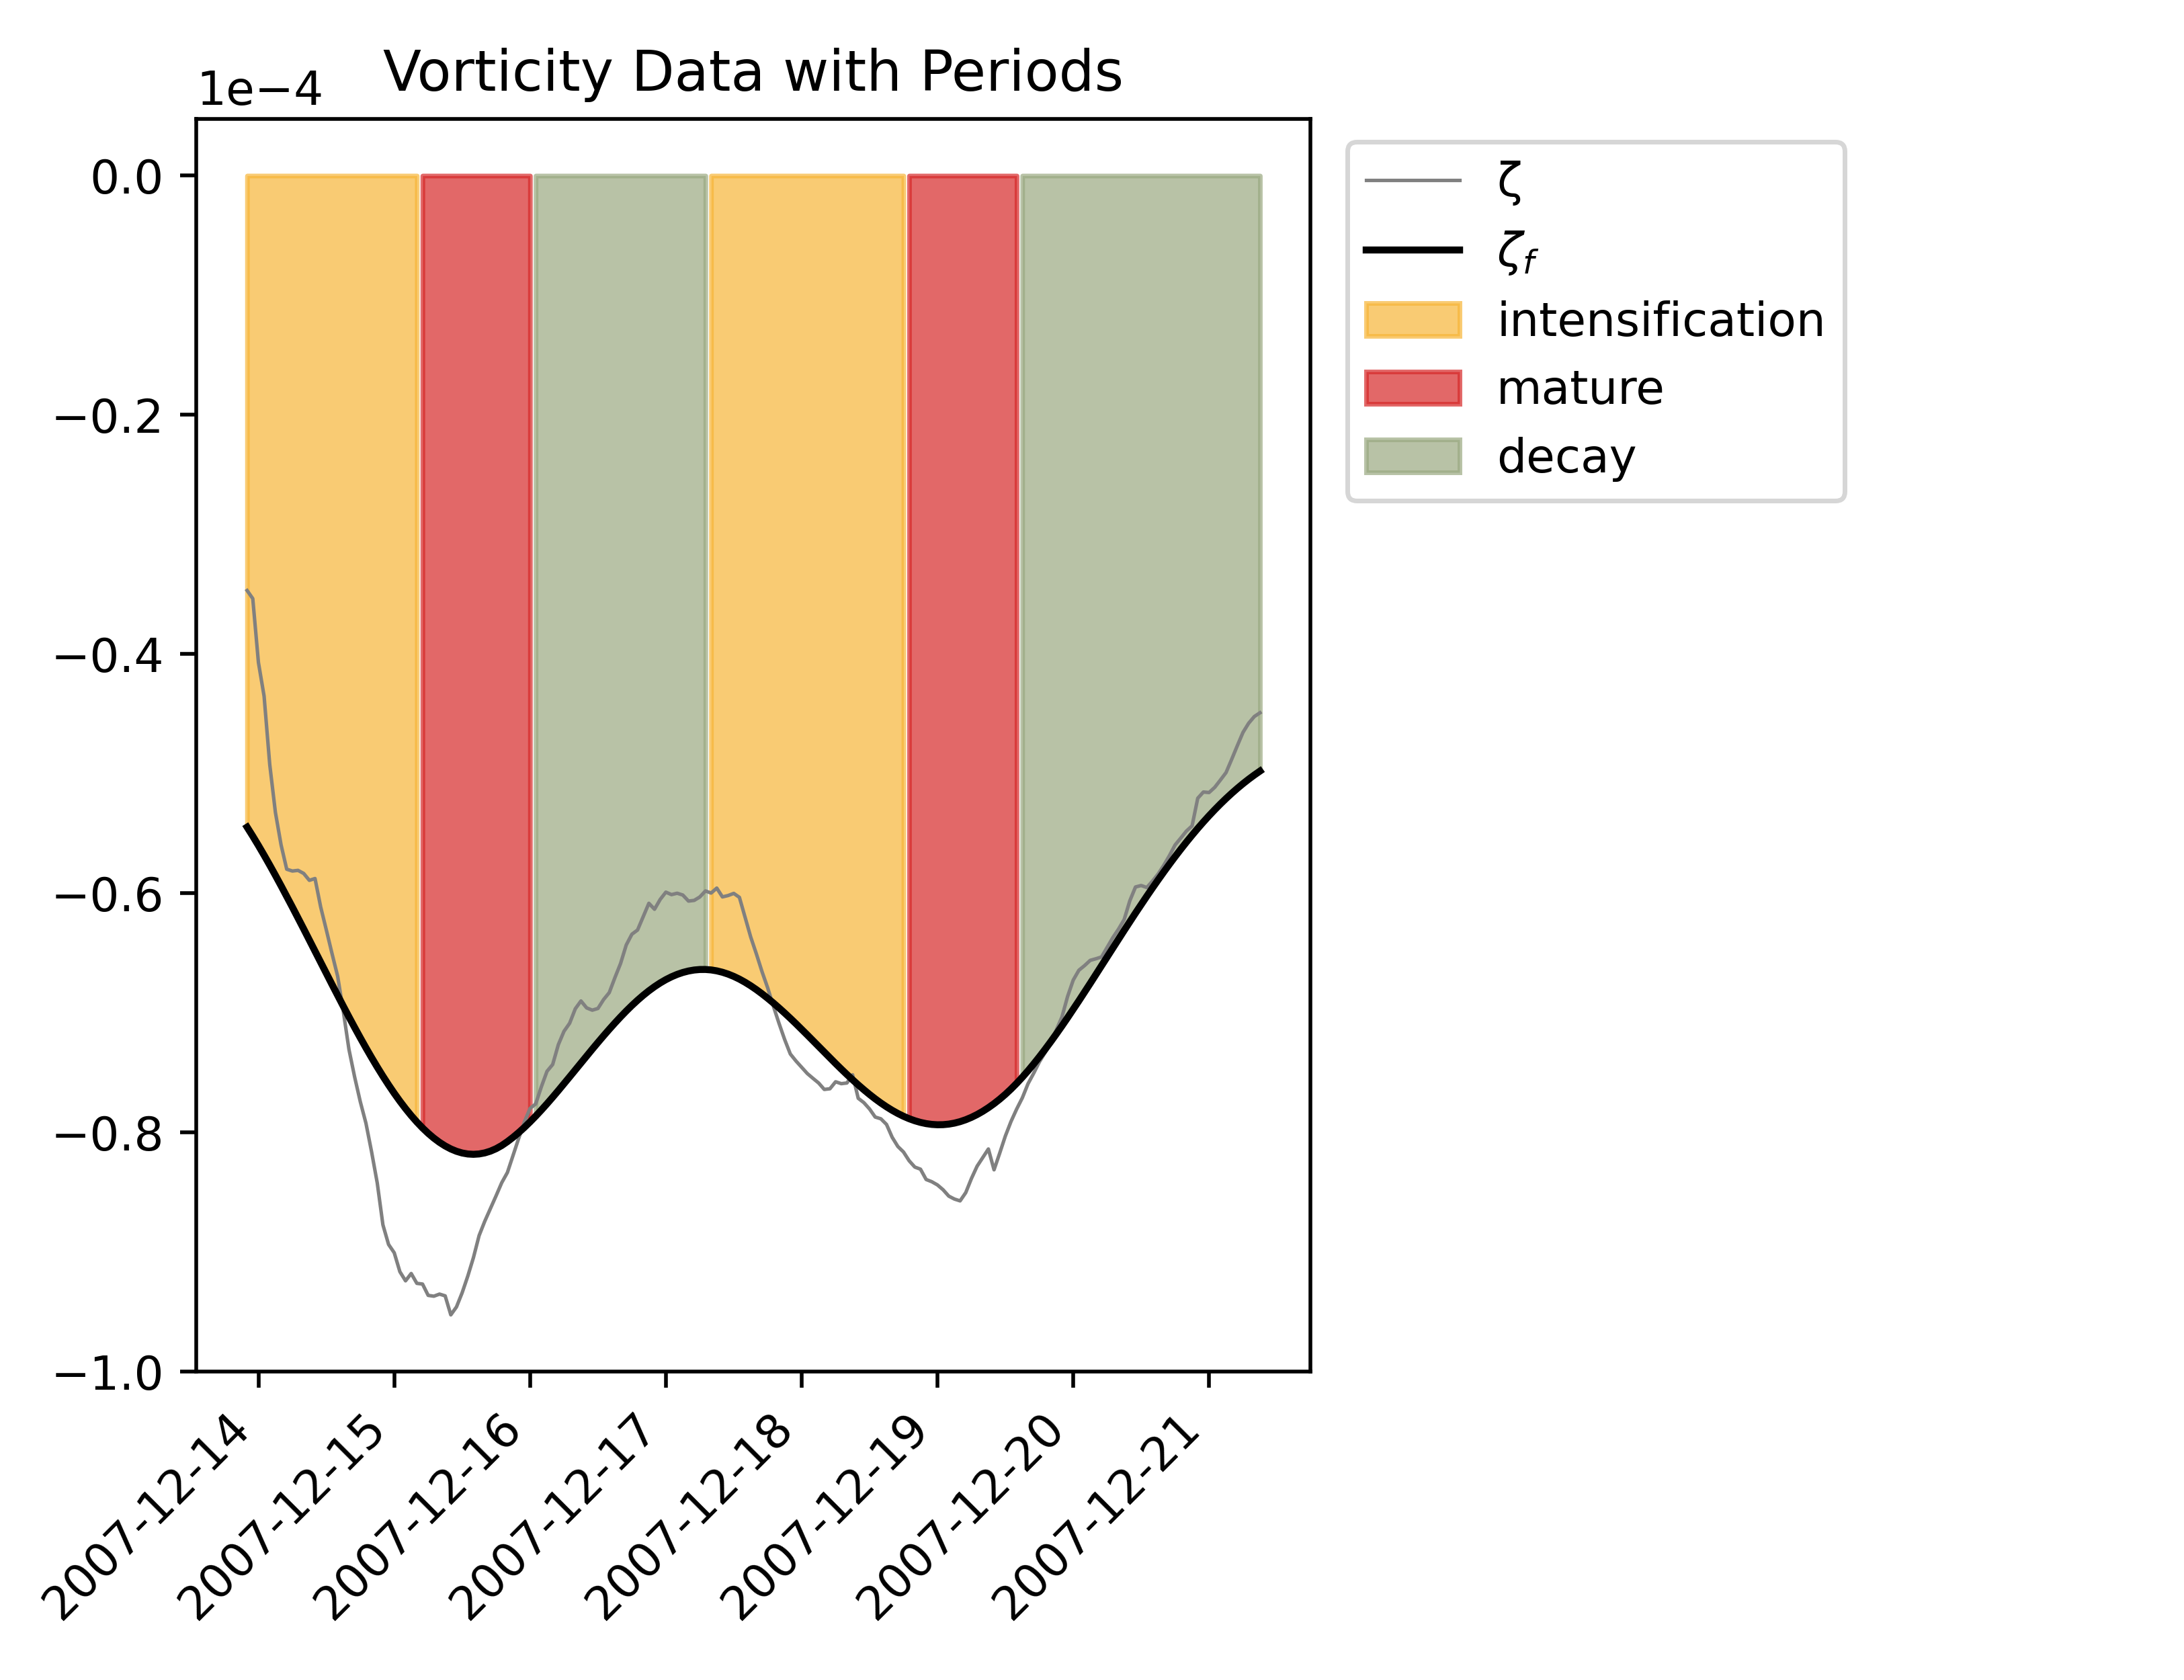 Vorticity Data with Periods
1e−4
0.0
−0.2
−0.4
−0.6
−0.8
−1.0
2007-12-14
2007-12-15
2007-12-16
2007-12-17
2007-12-18
2007-12-19
2007-12-20
2007-12-21
ζ
ζf
intensification
mature
decay